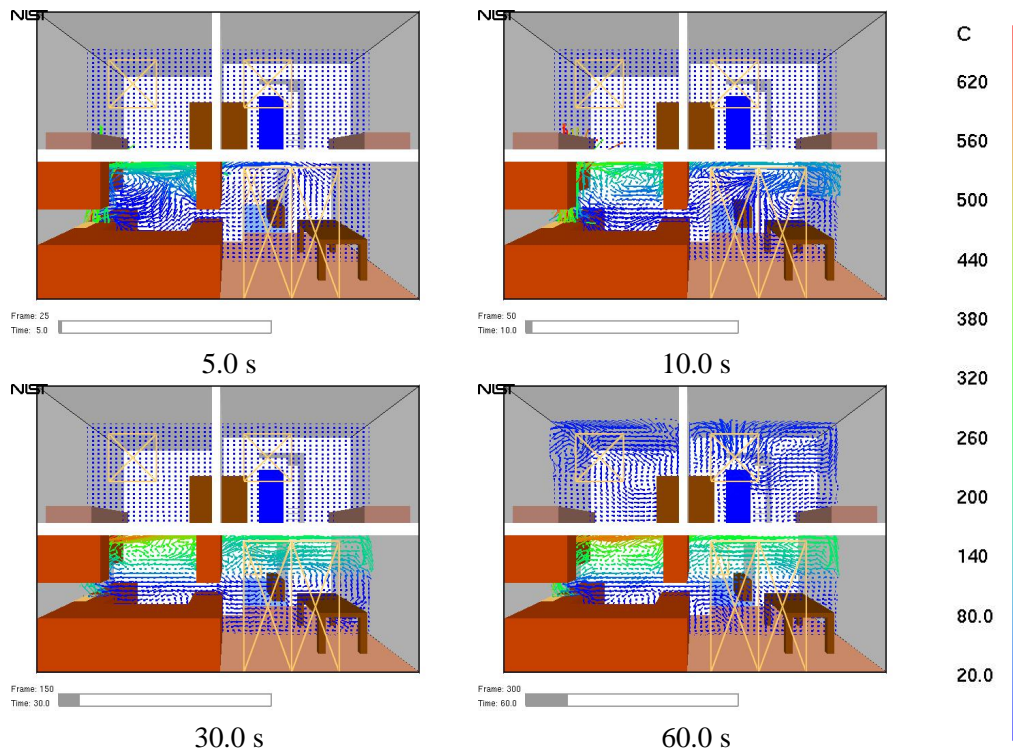 NIST
NIST
Frame: 25
Time: 5.0
Frame: 50
Time: 10.0
5.0 s
10.0 s
NIST
NIST
Frame: 150
Time: 30.0
Frame: 300
Time: 60.0
30.0 s
60.0 s
C
620
560
500
440
380
320
260
200
140
80.0
20.0